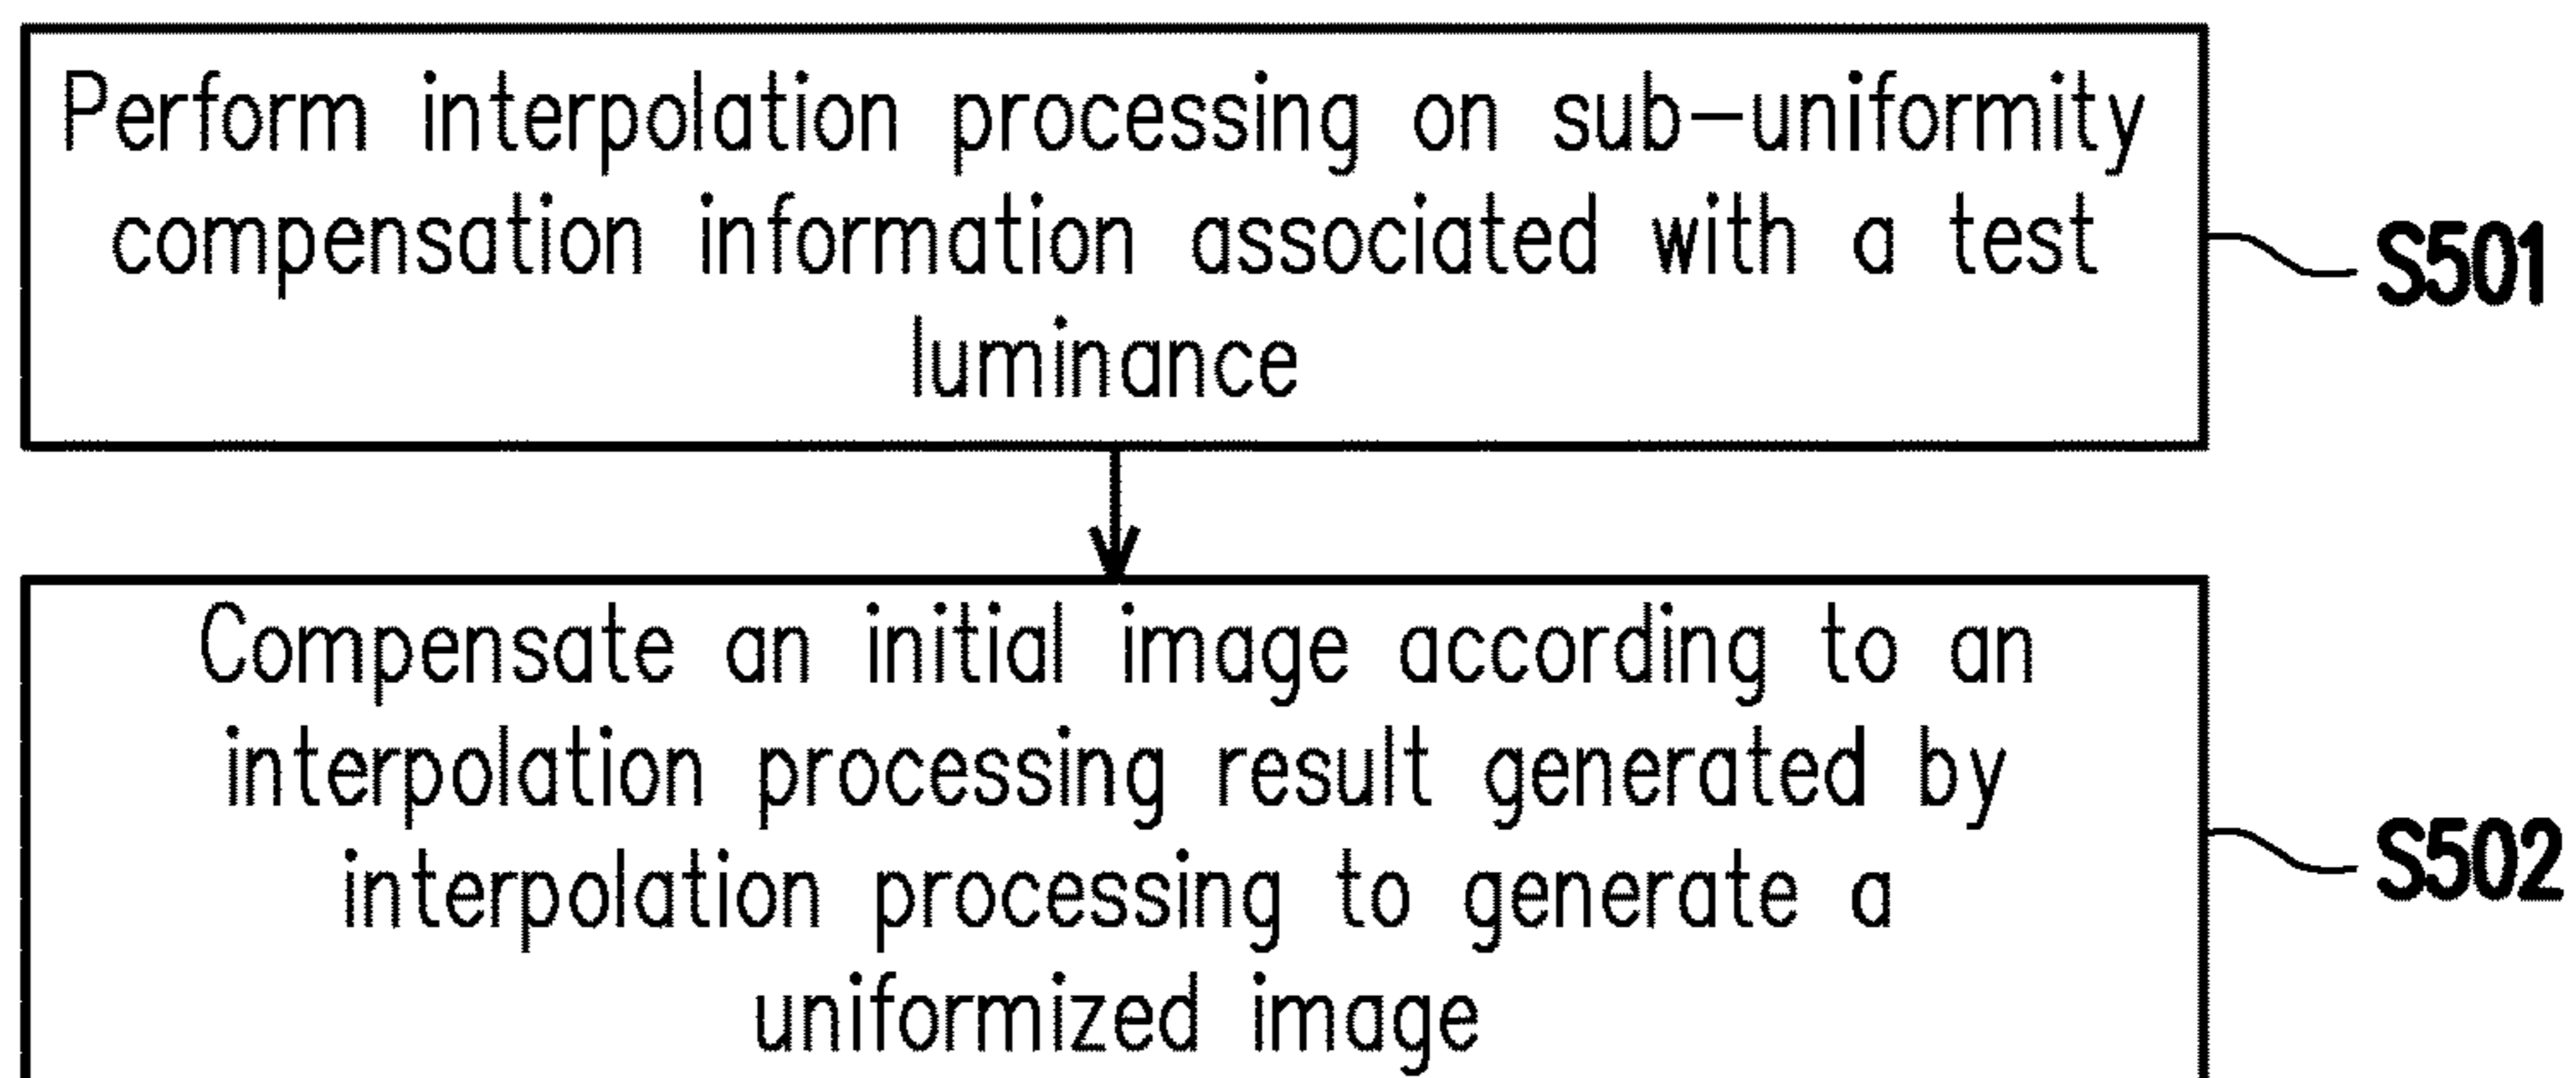 Perform interpolation processing on sub-uniformity
compensation information associated with a test
luminance
S501
Compensate an initial image according to an
interpolation processing result generated by
interpolation processing to generate a
uniformized image
S502